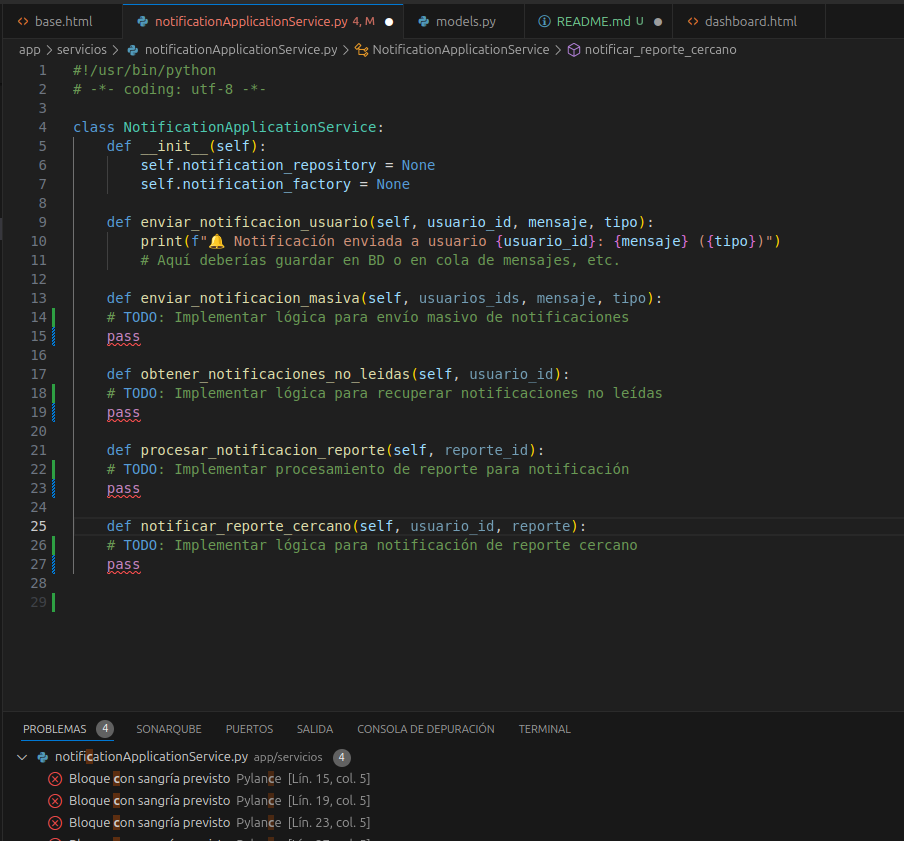 base.html notificationApplicationService.py 4, M models.py README.md U dashboard.html
app > servicios > notificationApplicationService.py > NotificationApplicationService > notificar_reporte_cercano
1 #!/usr/bin/python
2 # -*- coding: utf-8 -*-
3
4 class NotificationApplicationService:
5 def __init__(self):
6 self.notification_repository = None
7 self.notification_factory = None
8
9 def enviar_notificacion_usuario(self, usuario_id, mensaje, tipo):
10 print(f"🔔 Notificación enviada a usuario {usuario_id}: {mensaje} ({tipo})")
11 # Aquí deberías guardar en BD o en cola de mensajes, etc.
12
13 def enviar_notificacion_masiva(self, usuarios_ids, mensaje, tipo):
14 # TODO: Implementar lógica para envío masivo de notificaciones
15 pass
16
17 def obtener_notificaciones_no_leidas(self, usuario_id):
18 # TODO: Implementar lógica para recuperar notificaciones no leídas
19 pass
20
21 def procesar_notificacion_reporte(self, reporte_id):
22 # TODO: Implementar procesamiento de reporte para notificación
23 pass
24
25 def notificar_reporte_cercano(self, usuario_id, reporte):
26 # TODO: Implementar lógica para notificación de reporte cercano
27 pass
28
29
PROBLEMAS 4 SONARQUBE PUERTOS SALIDA CONSOLA DE DEPURACIÓN TERMINAL
notificationApplicationService.py app/servicios 4
Bloque con sangría previsto Pylance [Lín. 15, col. 5]
Bloque con sangría previsto Pylance [Lín. 19, col. 5]
Bloque con sangría previsto Pylance [Lín. 23, col. 5]